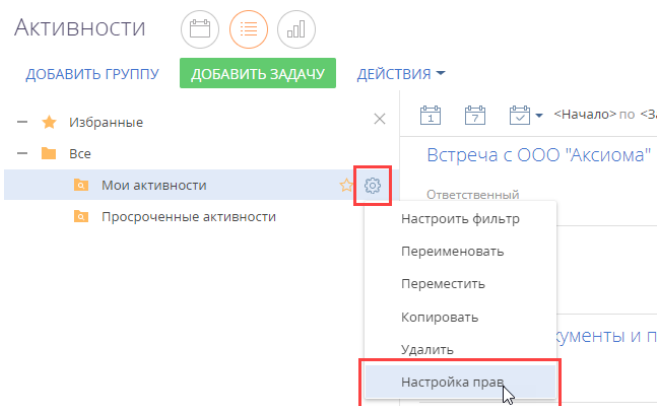 Активности
ДОБАВИТЬ ГРУППУ ДОБАВИТЬ ЗАДАЧУ ДЕЙСТВИЯ
Избранные
1 7 <Начало> по <За
Все
Встреча с ООО "Аксиома"
Мои активности
Ответственный
Просроченные активности
Настроить фильтр
Переименовать
Переместить
Копировать
кументы и п
Удалить
Настройка прав